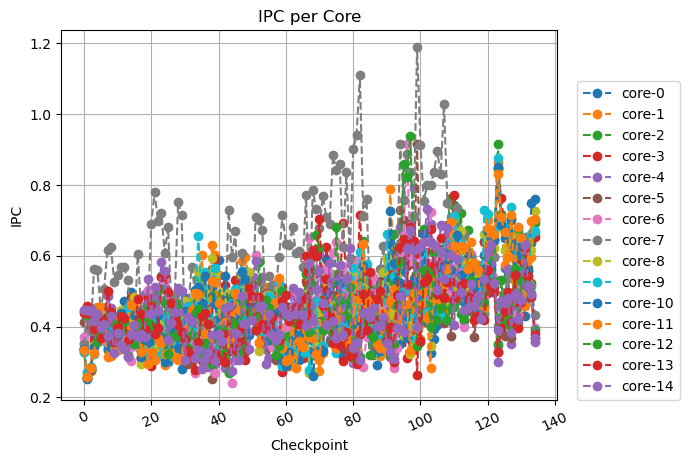 IPC per Core
1.2
1.0
0.8
0.6
0.4
0.2
IPC
0
20
40
60
80
100
120
140
Checkpoint
core-0
core-1
core-2
core-3
core-4
core-5
core-6
core-7
core-8
core-9
core-10
core-11
core-12
core-13
core-14